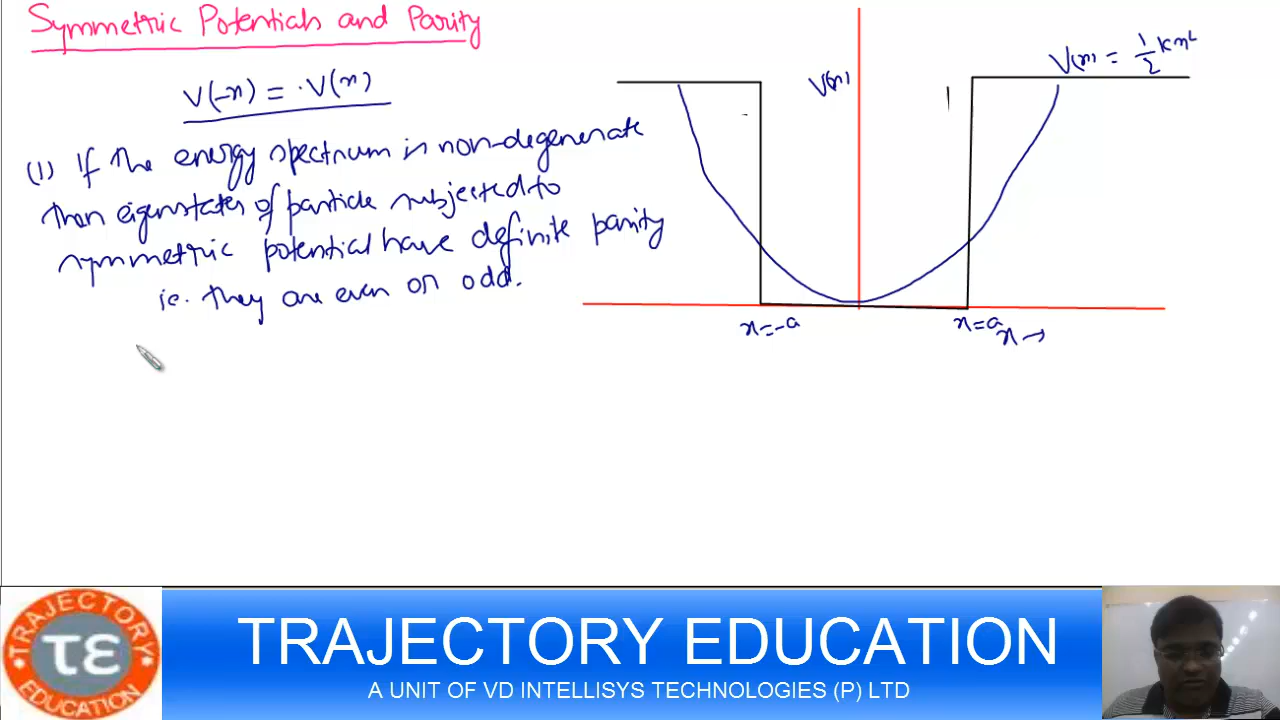 Symmetric Potentials and Parity
V(-x) = V(x)
(1) If the energy spectrum is non-degenerate
then eigenstates of particle subjected to
symmetric potential have definite parity
ie. they are even or odd.
V(x)
V(x) = 1/2 kx²
x=-a
x=a
x→
TRAJECTORY
TE
EDUCATION
TRAJECTORY EDUCATION
A UNIT OF VD INTELLISYS TECHNOLOGIES (P) LTD